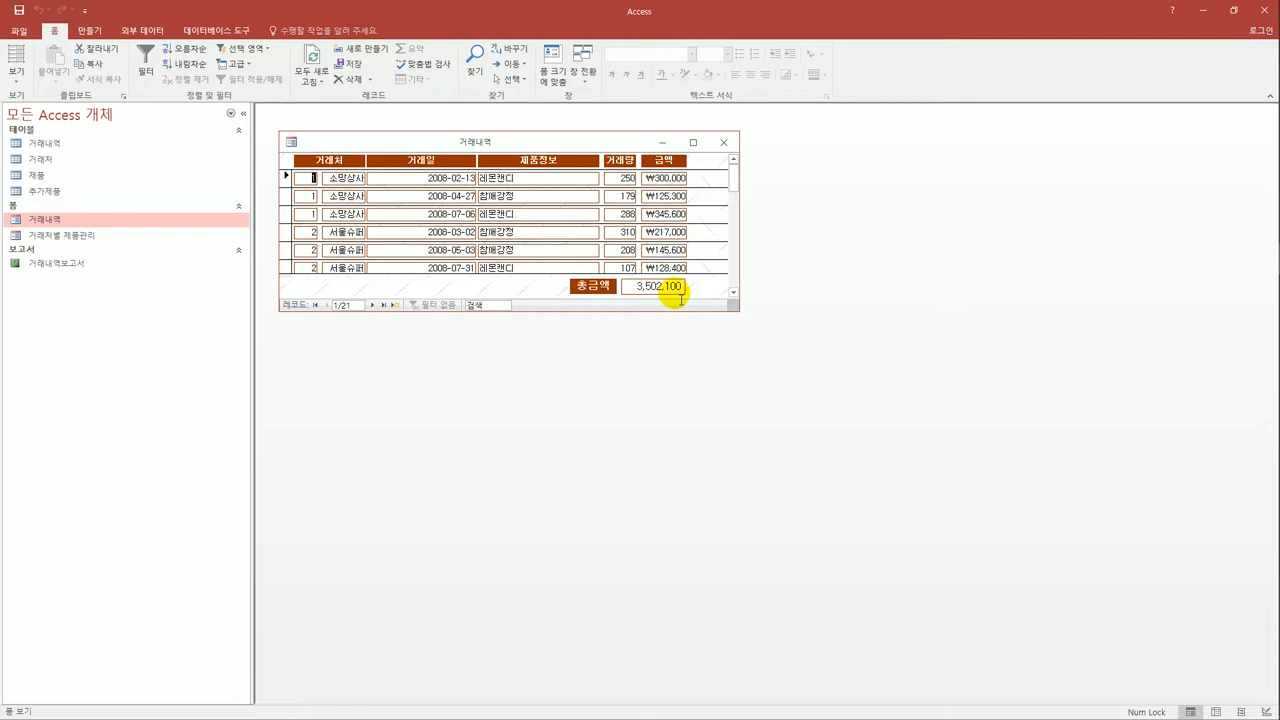 Access
로그인
파일 홈 만들기 외부 데이터 데이터베이스 도구 수행할 작업을 알려 주세요.
보기
붙여넣기
잘라내기
복사
서식 복사
필터
오름차순
내림차순
정렬 제거
선택 영역
고급
필터 적용/해제
모두 새로 고침
새로 만들기
저장
삭제
요약
맞춤법 검사
기타
찾기
바꾸기
이동
선택
폼 크기에 맞춤
창 전환
보기 클립보드 정렬 및 필터 레코드 찾기 창 텍스트 서식
모든 Access 개체
테이블
거래내역
거래처
제품
추가제품
폼
거래내역
거래처별 제품관리
보고서
거래내역보고서
거래내역
거래처 거래일 제품정보 거래량 금액
1 소망상사 2008-02-13 레몬캔디 250 ₩300,000
1 소망상사 2008-04-27 참깨강정 179 ₩125,300
1 소망상사 2008-07-06 레몬캔디 288 ₩345,600
2 서울슈퍼 2008-03-02 참깨강정 310 ₩217,000
2 서울슈퍼 2008-05-03 참깨강정 208 ₩145,600
2 서울슈퍼 2008-07-31 레몬캔디 107 ₩128,400
총금액 3,502,100
레코드: 1/21 필터 없음 검색
폼 보기
Num Lock